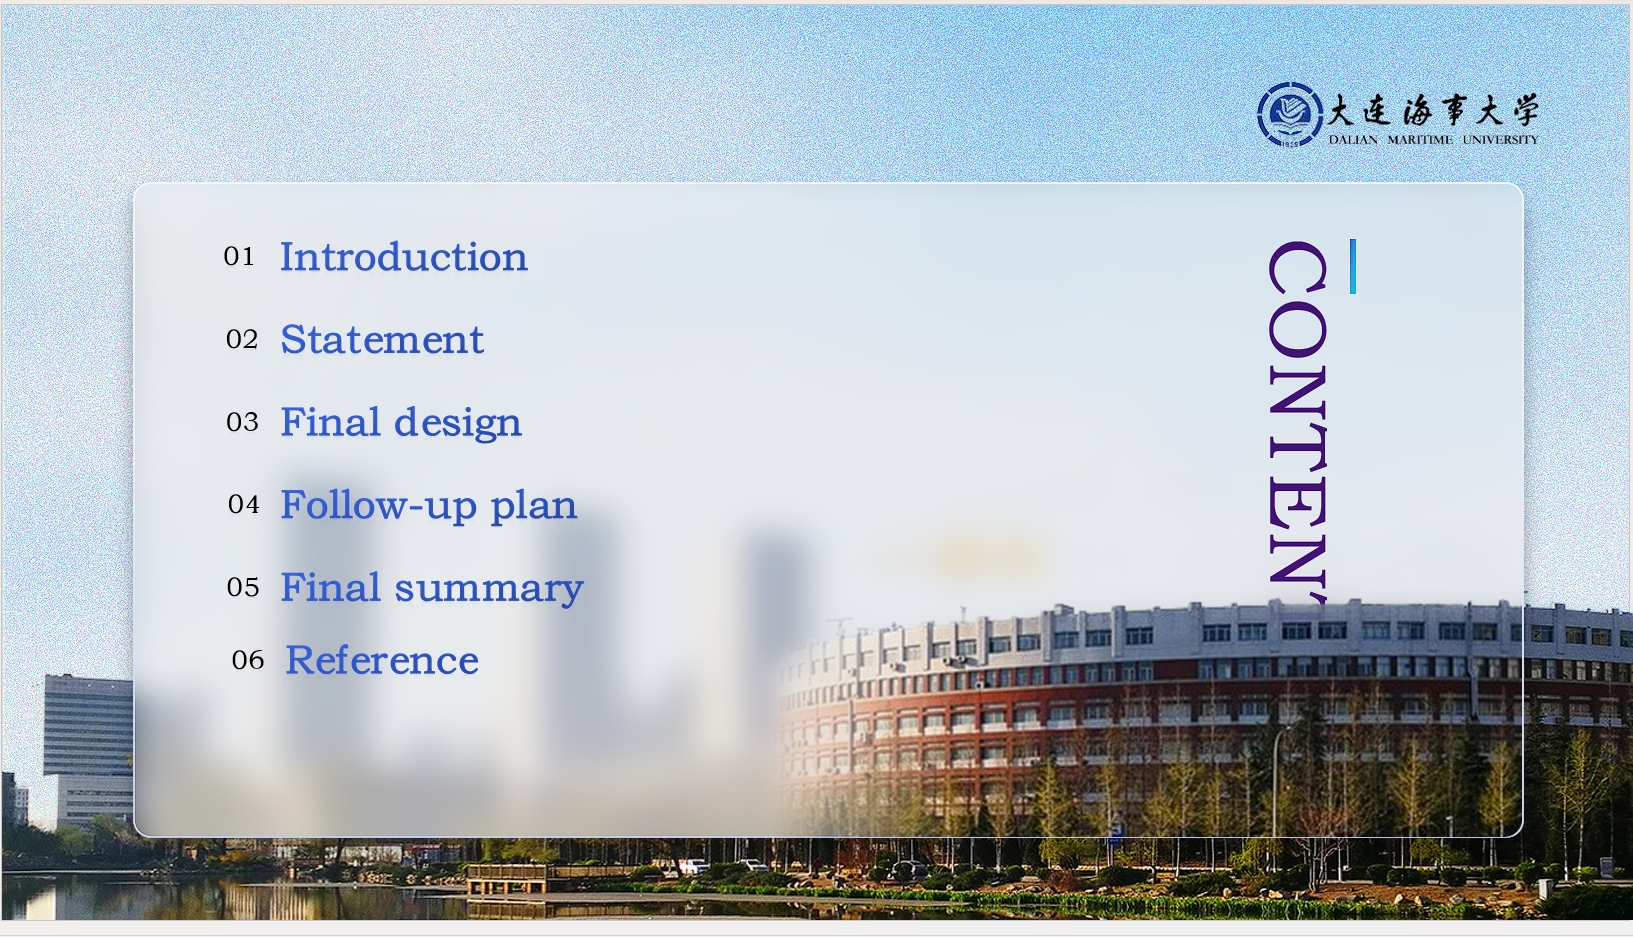 大连海事大学
DALIAN MARITIME UNIVERSITY
01 Introduction
02 Statement
03 Final design
04 Follow-up plan
05 Final summary
06 Reference
CONTEN